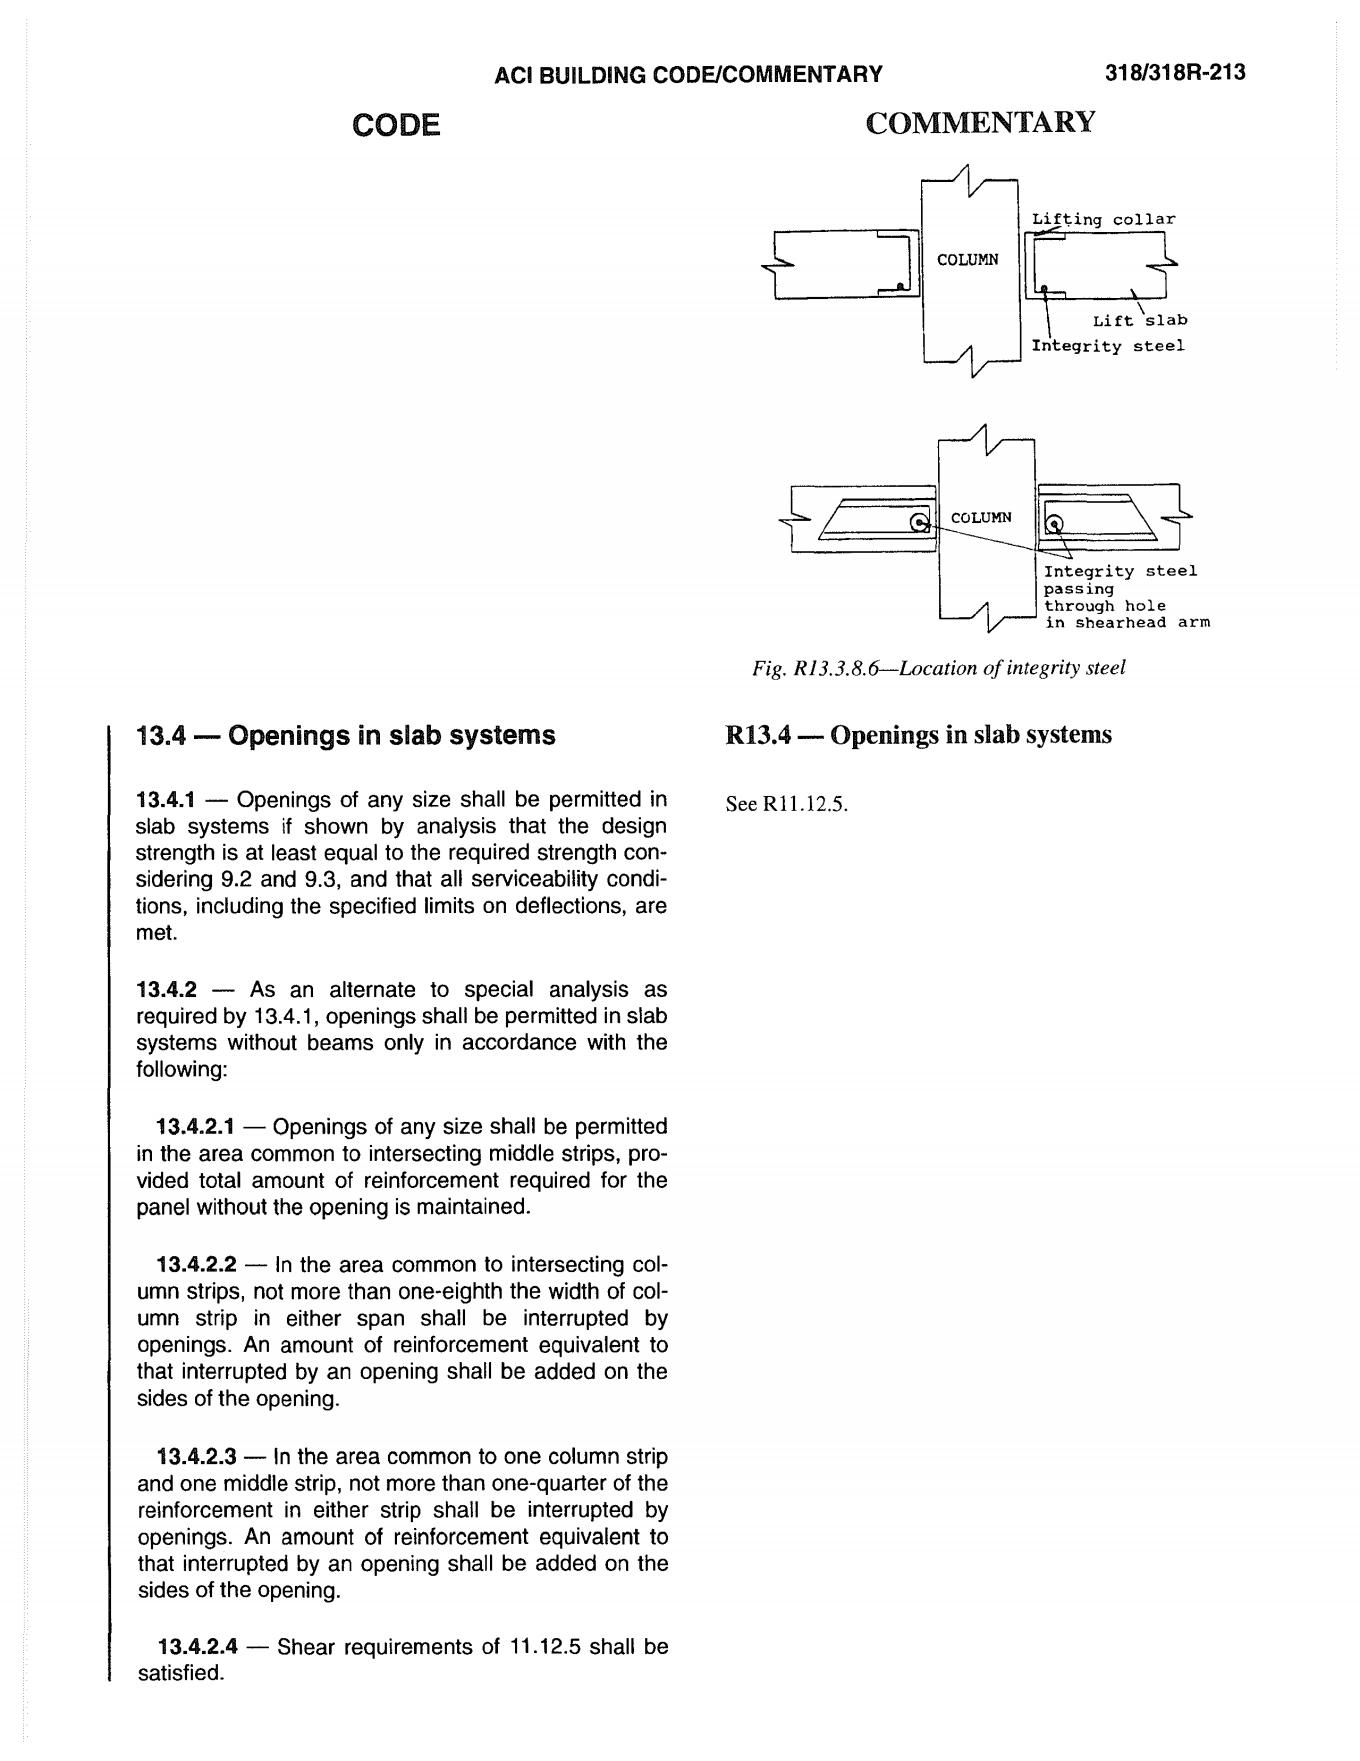 ACI BUILDING CODE/COMMENTARY
318/318R-213
CODE
COMMENTARY
Lifting collar
COLUMN
Lift slab
Integrity steel
COLUMN
Integrity steel
passing
through hole
in shearhead arm
Fig. R13.3.8.6—Location of integrity steel
13.4 — Openings in slab systems
13.4.1 — Openings of any size shall be permitted in
slab systems if shown by analysis that the design
strength is at least equal to the required strength con-
sidering 9.2 and 9.3, and that all serviceability condi-
tions, including the specified limits on deflections, are
met.
13.4.2 — As an alternate to special analysis as
required by 13.4.1, openings shall be permitted in slab
systems without beams only in accordance with the
following:
13.4.2.1 — Openings of any size shall be permitted
in the area common to intersecting middle strips, pro-
vided total amount of reinforcement required for the
panel without the opening is maintained.
13.4.2.2 — In the area common to intersecting col-
umn strips, not more than one-eighth the width of col-
umn strip in either span shall be interrupted by
openings. An amount of reinforcement equivalent to
that interrupted by an opening shall be added on the
sides of the opening.
13.4.2.3 — In the area common to one column strip
and one middle strip, not more than one-quarter of the
reinforcement in either strip shall be interrupted by
openings. An amount of reinforcement equivalent to
that interrupted by an opening shall be added on the
sides of the opening.
13.4.2.4 — Shear requirements of 11.12.5 shall be
satisfied.
R13.4 — Openings in slab systems
See R11.12.5.